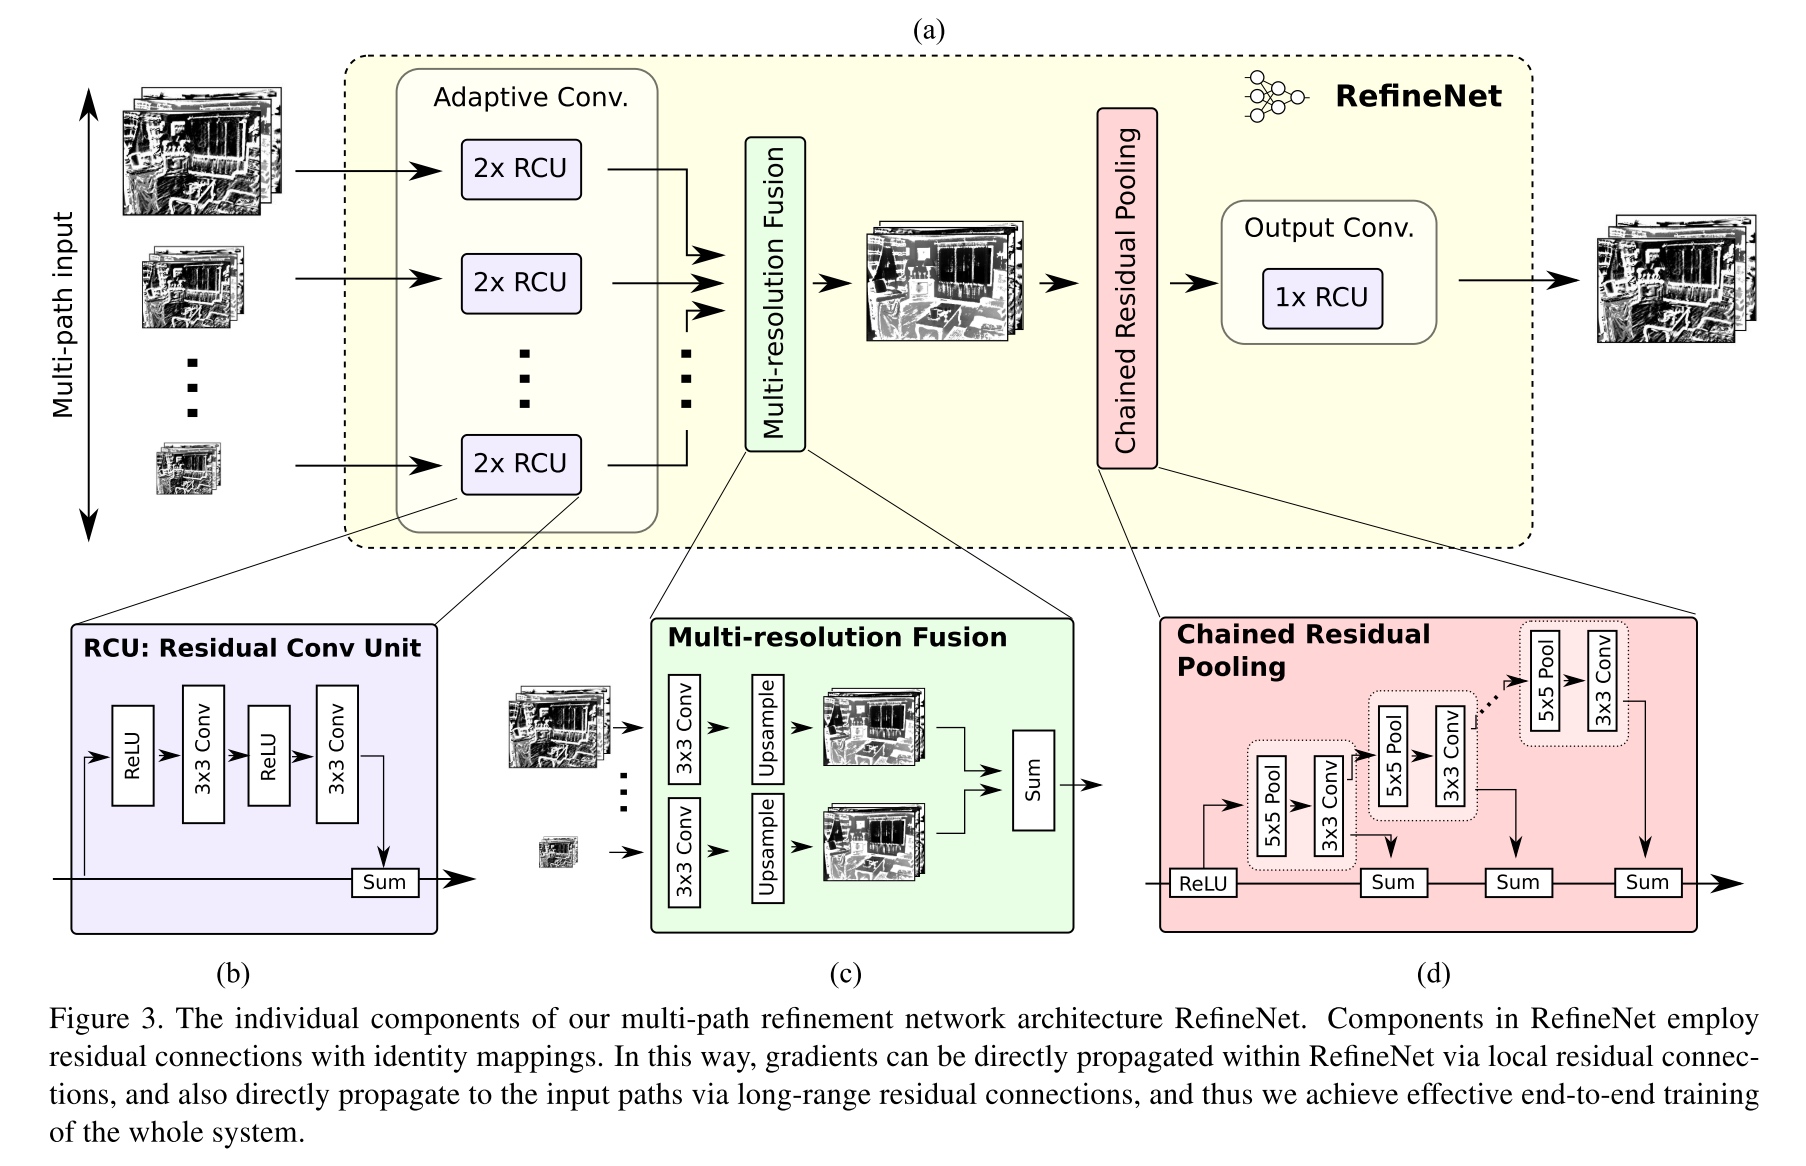 (a)
Multi-path input
Adaptive Conv.
2x RCU
2x RCU
2x RCU
Multi-resolution Fusion
Chained Residual Pooling
RefineNet
Output Conv.
1x RCU
RCU: Residual Conv Unit
ReLU
3x3 Conv
ReLU
3x3 Conv
Sum
(b)
Multi-resolution Fusion
3x3 Conv
Upsample
3x3 Conv
Upsample
Sum
(c)
Chained Residual
Pooling
5x5 Pool
3x3 Conv
5x5 Pool
3x3 Conv
5x5 Pool
3x3 Conv
ReLU
Sum
Sum
Sum
(d)
Figure 3. The individual components of our multi-path refinement network architecture RefineNet. Components in RefineNet employ
residual connections with identity mappings. In this way, gradients can be directly propagated within RefineNet via local residual connec-
tions, and also directly propagate to the input paths via long-range residual connections, and thus we achieve effective end-to-end training
of the whole system.